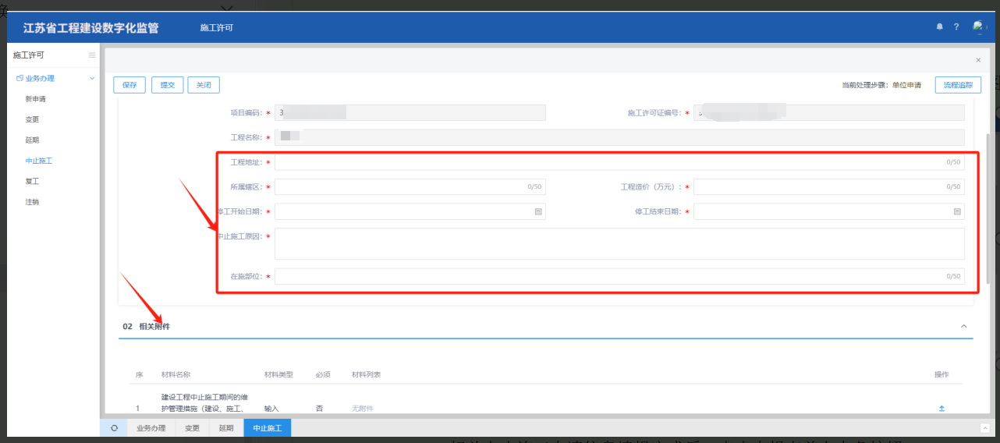 江苏省工程建设数字化监管 施工许可 ?
施工许可
业务办理
新申请
变更
延期
中止施工
复工
注销
保存 提交 关闭 当前处理步骤：单位申请 流程追踪
项目编码：* 3 施工许可证编号：*
工程名称：*
工程地址：* 0/50
所属辖区：* 0/50 工程造价（万元）：* 0/50
停工开始日期：* 停工结束日期：*
中止施工原因：*
在施部位：* 0/50
02 相关附件
序 材料名称 材料类型 必须 材料列表 操作
建设工程中止施工期间的维
1 护管理措施（建设、施工、 输入 否 无附件
业务办理 变更 延期 中止施工